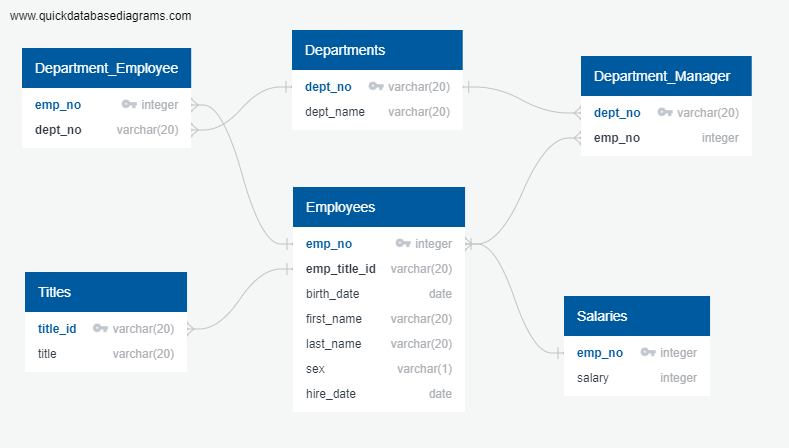 www.quickdatabasediagrams.com
Department_Employee
emp_no integer
dept_no varchar(20)
Departments
dept_no varchar(20)
dept_name varchar(20)
Department_Manager
dept_no varchar(20)
emp_no integer
Employees
emp_no integer
emp_title_id varchar(20)
birth_date date
first_name varchar(20)
last_name varchar(20)
sex varchar(1)
hire_date date
Titles
title_id varchar(20)
title varchar(20)
Salaries
emp_no integer
salary integer